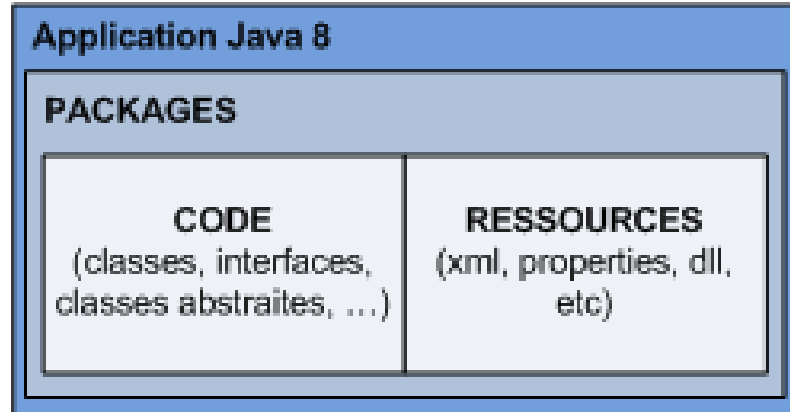 Application Java 8
PACKAGES
CODE
(classes, interfaces,
classes abstraites, ...)
RESSOURCES
(xml, properties, dll,
etc)